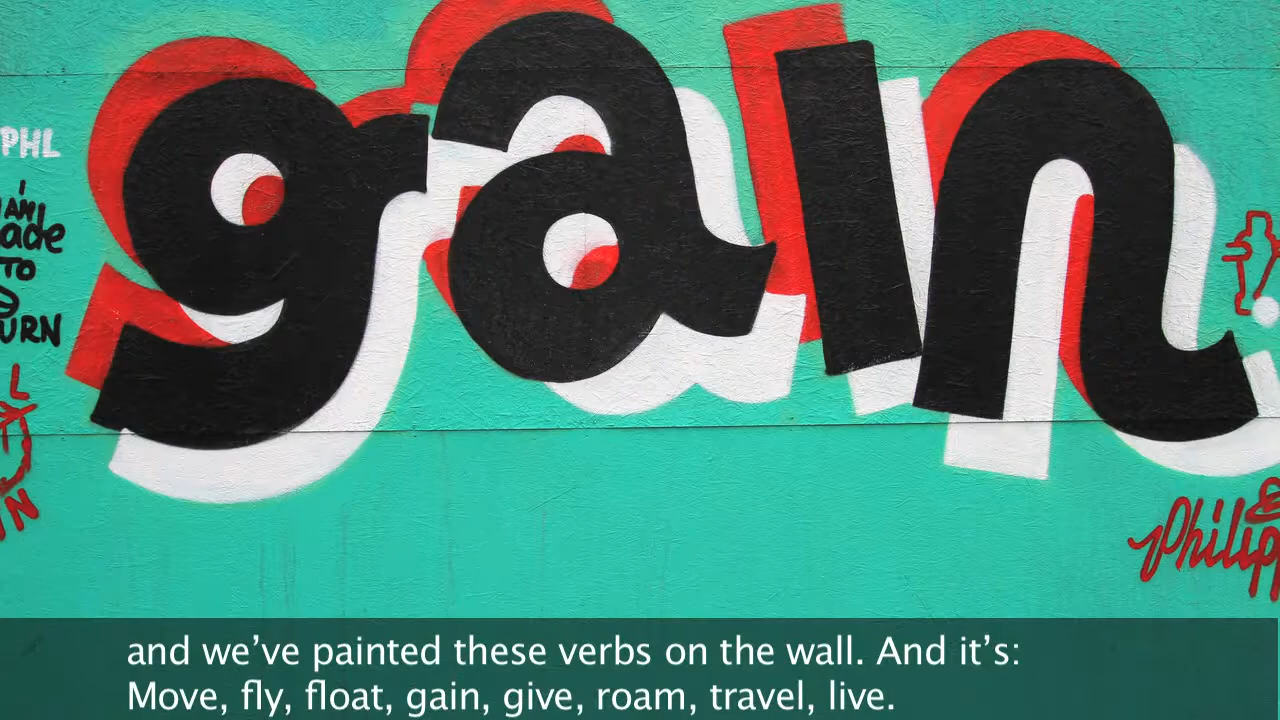 gain
PHL
I
AM
ade
TO
URN
L
N
&
Philipp
and we've painted these verbs on the wall. And it's:
Move, fly, float, gain, give, roam, travel, live.